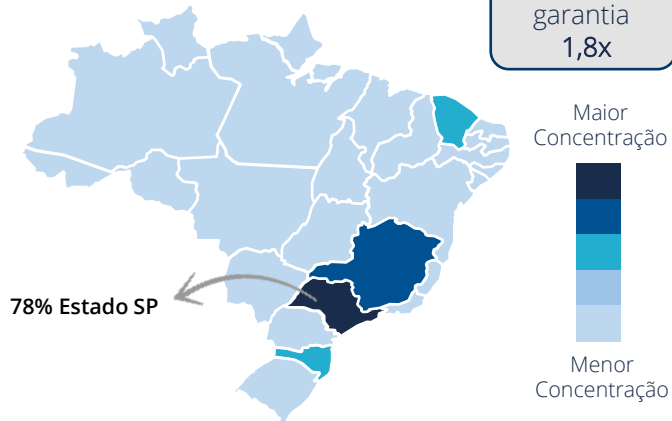 garantia
1,8x
Maior
Concentração
78% Estado SP
Menor
Concentração